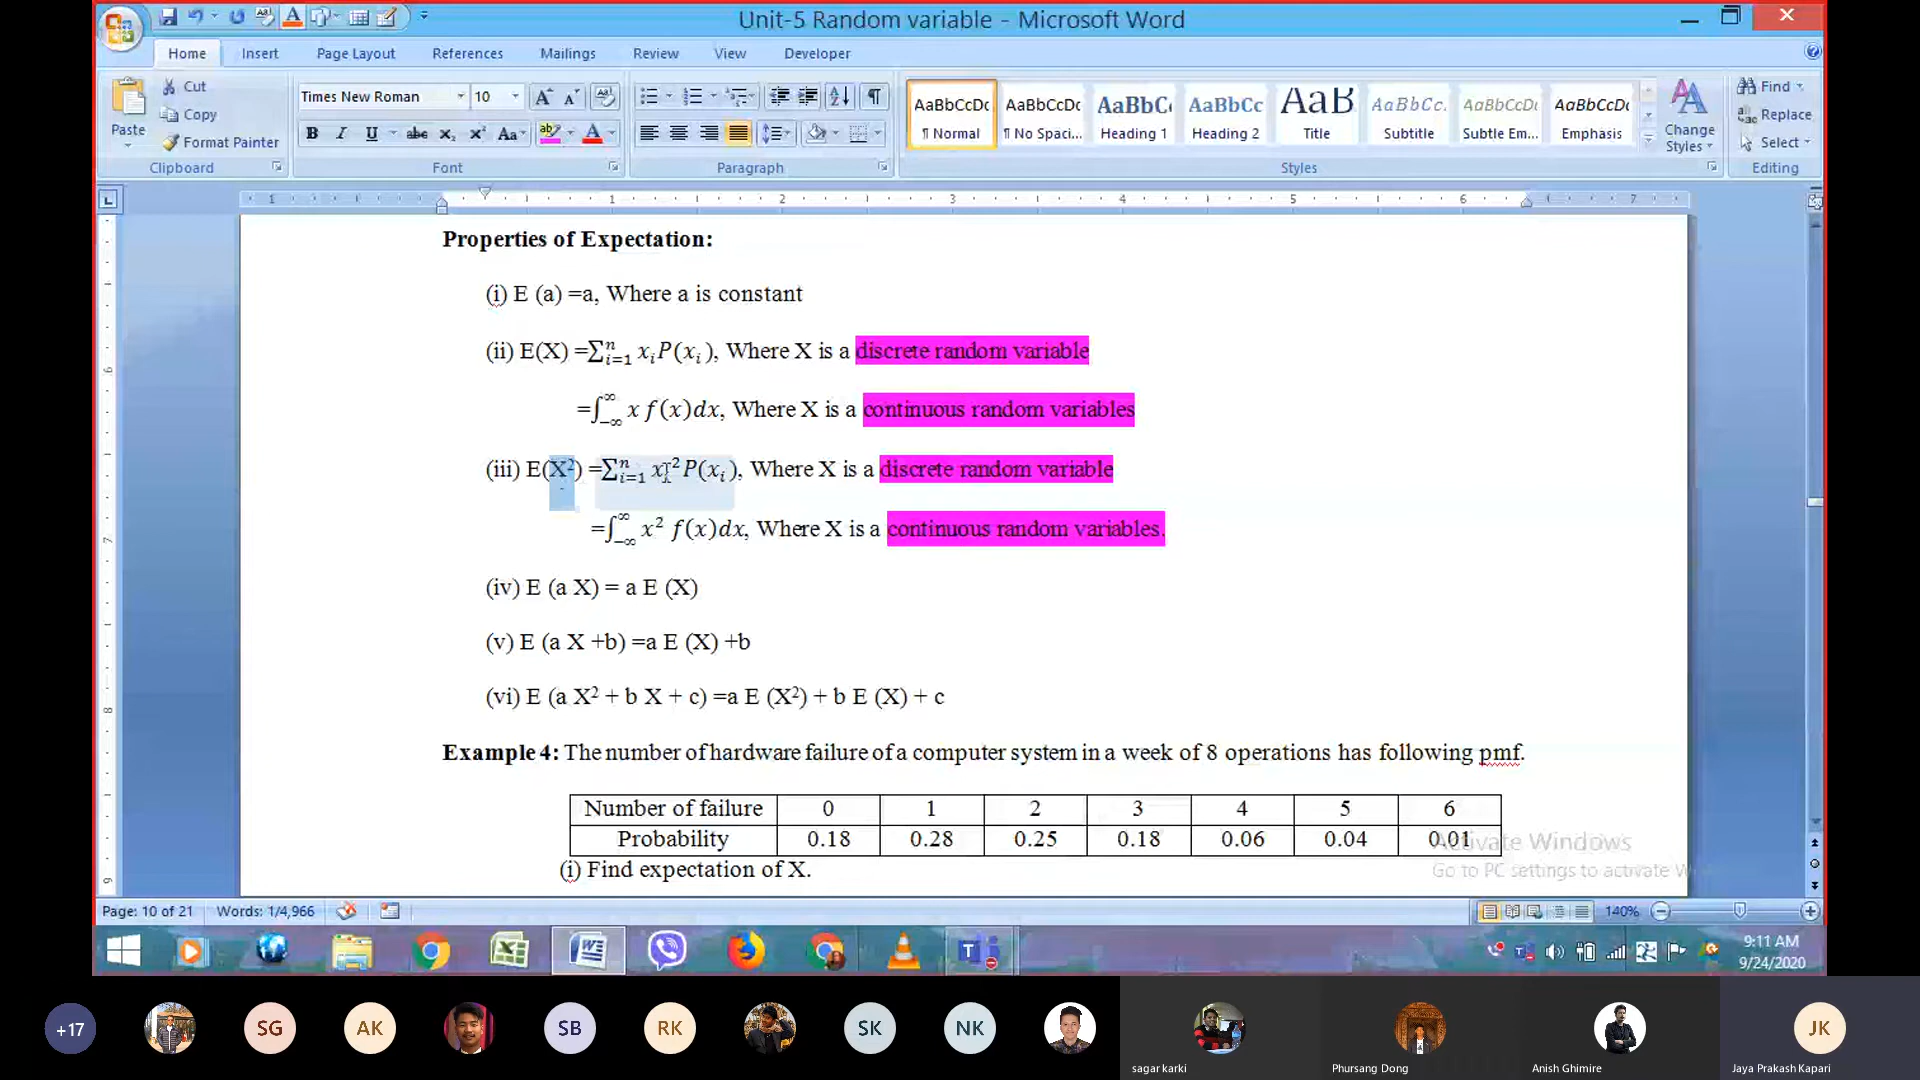 Unit-5 Random variable - Microsoft Word
Home Insert Page Layout References Mailings Review View Developer
Paste
Cut
Copy
Format Painter
Clipboard
Times New Roman 10
Font
Paragraph
AaBbCcDc AaBbCcDc AaBbC AaBbCc AaB AaBbCc. AaBbCcDc AaBbCcDc
¶ Normal ¶ No Spaci... Heading 1 Heading 2 Title Subtitle Subtle Em... Emphasis
Change Styles
Styles
Find
Replace
Select
Editing
1 1 2 3 4 5 6 7
Properties of Expectation:
(i) E (a) =a, Where a is constant
(ii) E(X) =∑ⁿᵢ₌₁ xᵢP(xᵢ), Where X is a discrete random variable
=∫_{-∞}^{∞} x f(x)dx, Where X is a continuous random variables
(iii) E(X²) =∑ⁿᵢ₌₁ xᵢ²P(xᵢ), Where X is a discrete random variable
=∫_{-∞}^{∞} x² f(x)dx, Where X is a continuous random variables.
(iv) E (a X) = a E (X)
(v) E (a X +b) =a E (X) +b
(vi) E (a X² + b X + c) =a E (X²) + b E (X) + c
Example 4: The number of hardware failure of a computer system in a week of 8 operations has following pmf.
Number of failure 0 1 2 3 4 5 6
Probability 0.18 0.28 0.25 0.18 0.06 0.04 0.01
(i) Find expectation of X.
Activate Windows
Go to PC settings to activate W
Page: 10 of 21 Words: 1/4,966 140%
9:11 AM
9/24/2020
+17 SG AK SB RK SK NK JK
sagar karki Phursang Dong Anish Ghimire Jaya Prakash Kapari